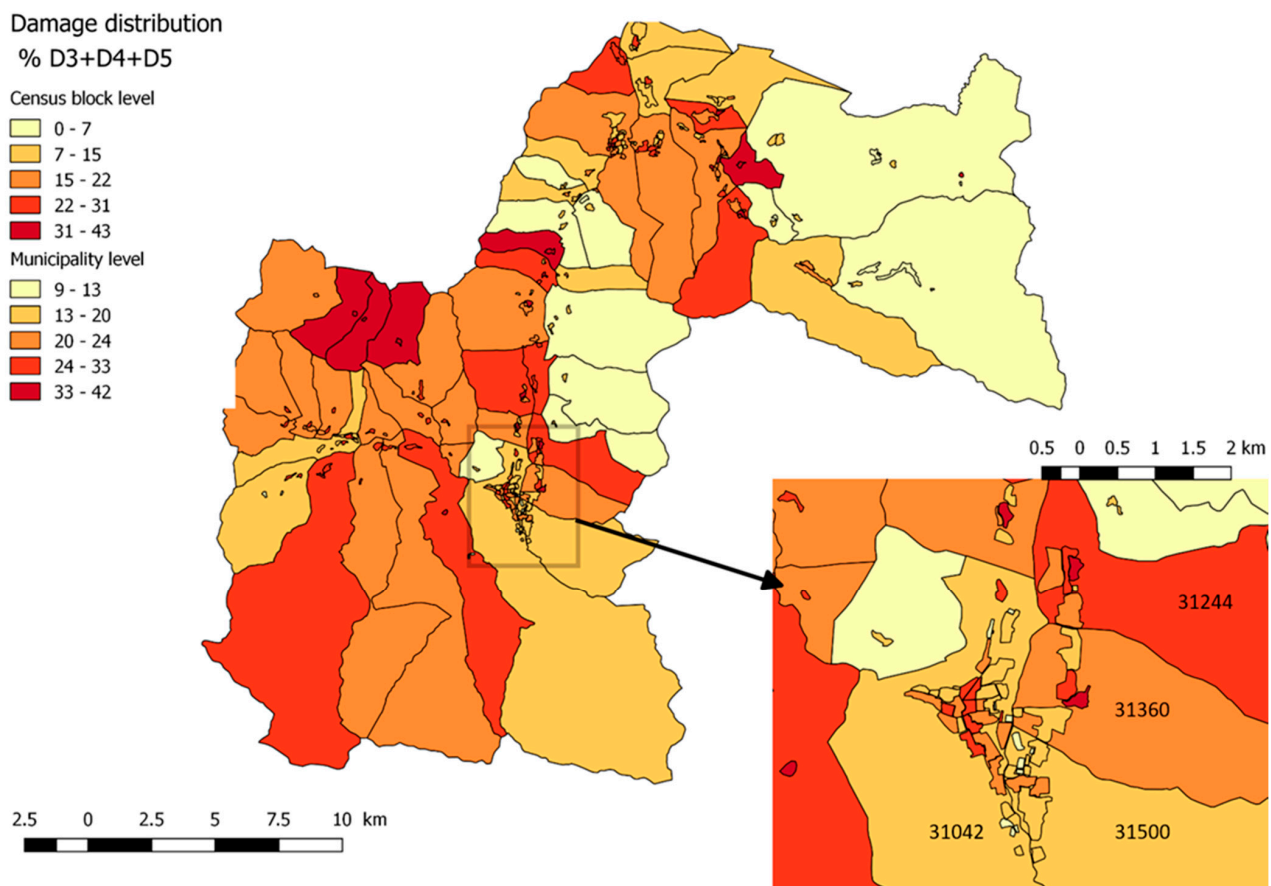 Damage distribution
% D3+D4+D5
Census block level
0 - 7
7 - 15
15 - 22
22 - 31
31 - 43
Municipality level
9 - 13
13 - 20
20 - 24
24 - 33
33 - 42
0.5 0 0.5 1 1.5 2 km
31244
31360
31042 31500
2.5 0 2.5 5 7.5 10 km